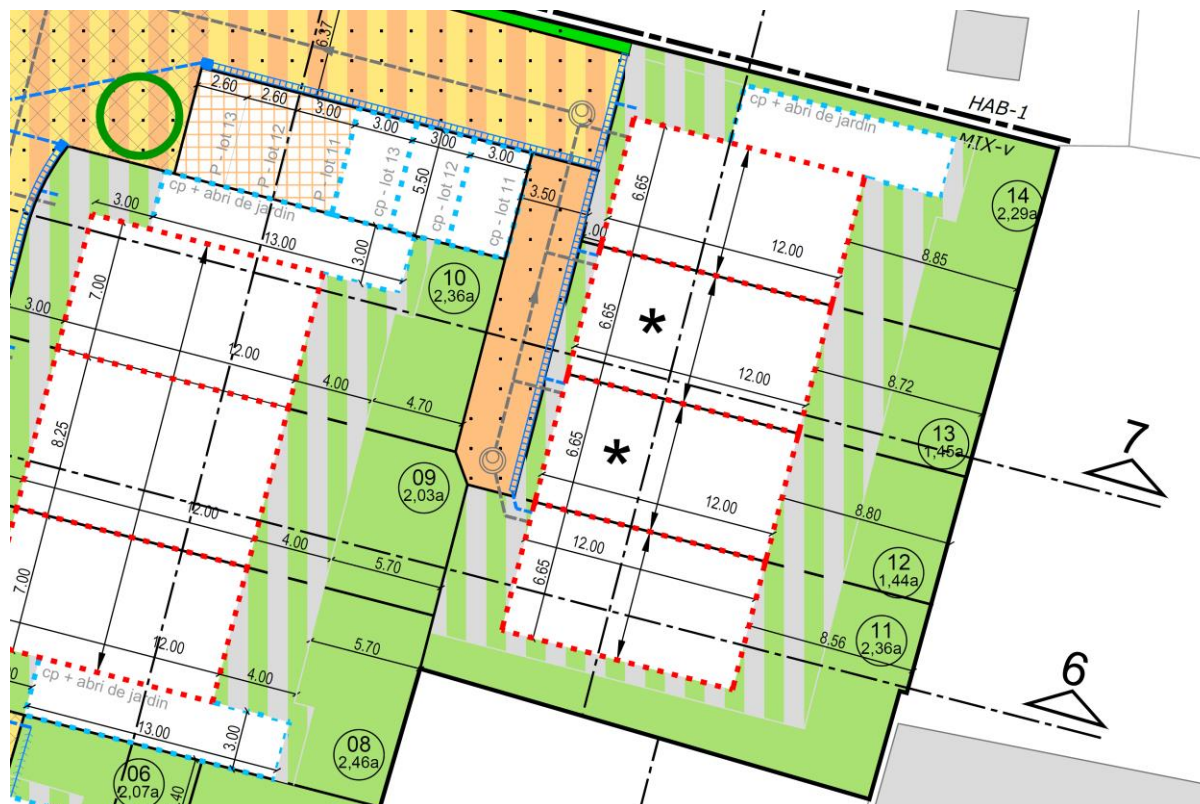 6.37
HAB-1
MIX-v
2.60
2.60
3.00
3.00
3.00
3.00
P - lot 13
P - lot 12
P - lot 11
cp - lot 13
5.50
cp - lot 12
cp - lot 11
3.50
cp + abri de jardin
14
2,29a
6.65
12.00
8.85
.00
cp + abri de jardin
3.00
13.00
3.00
7.00
10
2,36a
3.00
12.00
4.00
4.70
6.65
*
12.00
8.72
13
1,45a
7
8.25
09
2,03a
6.65
*
12.00
8.80
12
1,44a
12.00
4.00
5.70
12.00
6.65
8.56
11
2,36a
6
7.00
12.00
4.00
5.70
cp + abri de jardin
13.00
3.00
08
2,46a
06
2,07a
.40